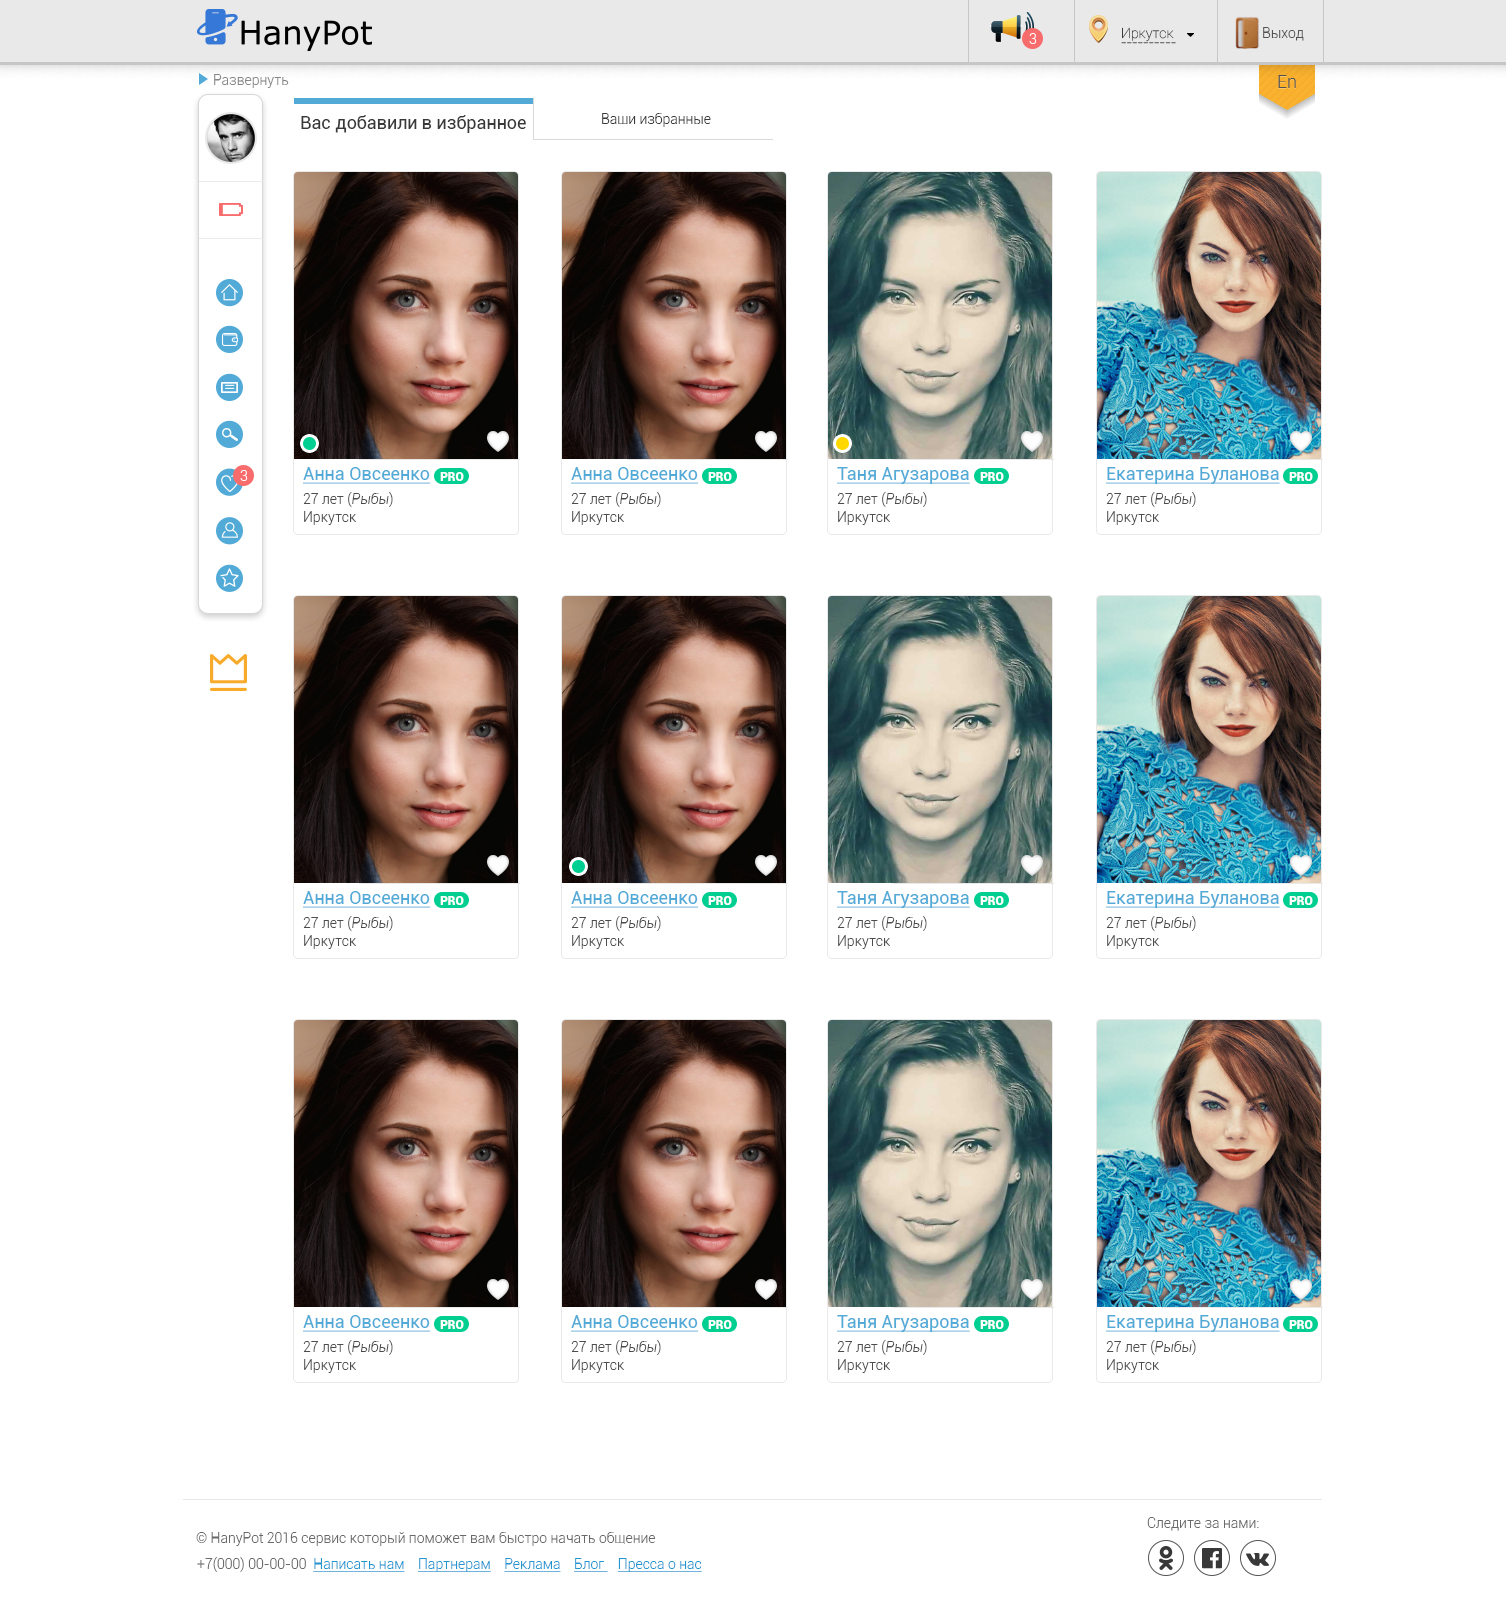 HanyPot
3
Иркутск
Выход
Развернуть
En
Вас добавили в избранное
Ваши избранные
3
Анна Овсеенко PRO
27 лет (Рыбы)
Иркутск
Анна Овсеенко PRO
27 лет (Рыбы)
Иркутск
Таня Агузарова PRO
27 лет (Рыбы)
Иркутск
Екатерина Буланова PRO
27 лет (Рыбы)
Иркутск
Анна Овсеенко PRO
27 лет (Рыбы)
Иркутск
Анна Овсеенко PRO
27 лет (Рыбы)
Иркутск
Таня Агузарова PRO
27 лет (Рыбы)
Иркутск
Екатерина Буланова PRO
27 лет (Рыбы)
Иркутск
Анна Овсеенко PRO
27 лет (Рыбы)
Иркутск
Анна Овсеенко PRO
27 лет (Рыбы)
Иркутск
Таня Агузарова PRO
27 лет (Рыбы)
Иркутск
Екатерина Буланова PRO
27 лет (Рыбы)
Иркутск
© HanyPot 2016 сервис который поможет вам быстро начать общение
+7(000) 00-00-00 Написать нам Партнерам Реклама Блог Пресса о нас
Следите за нами: